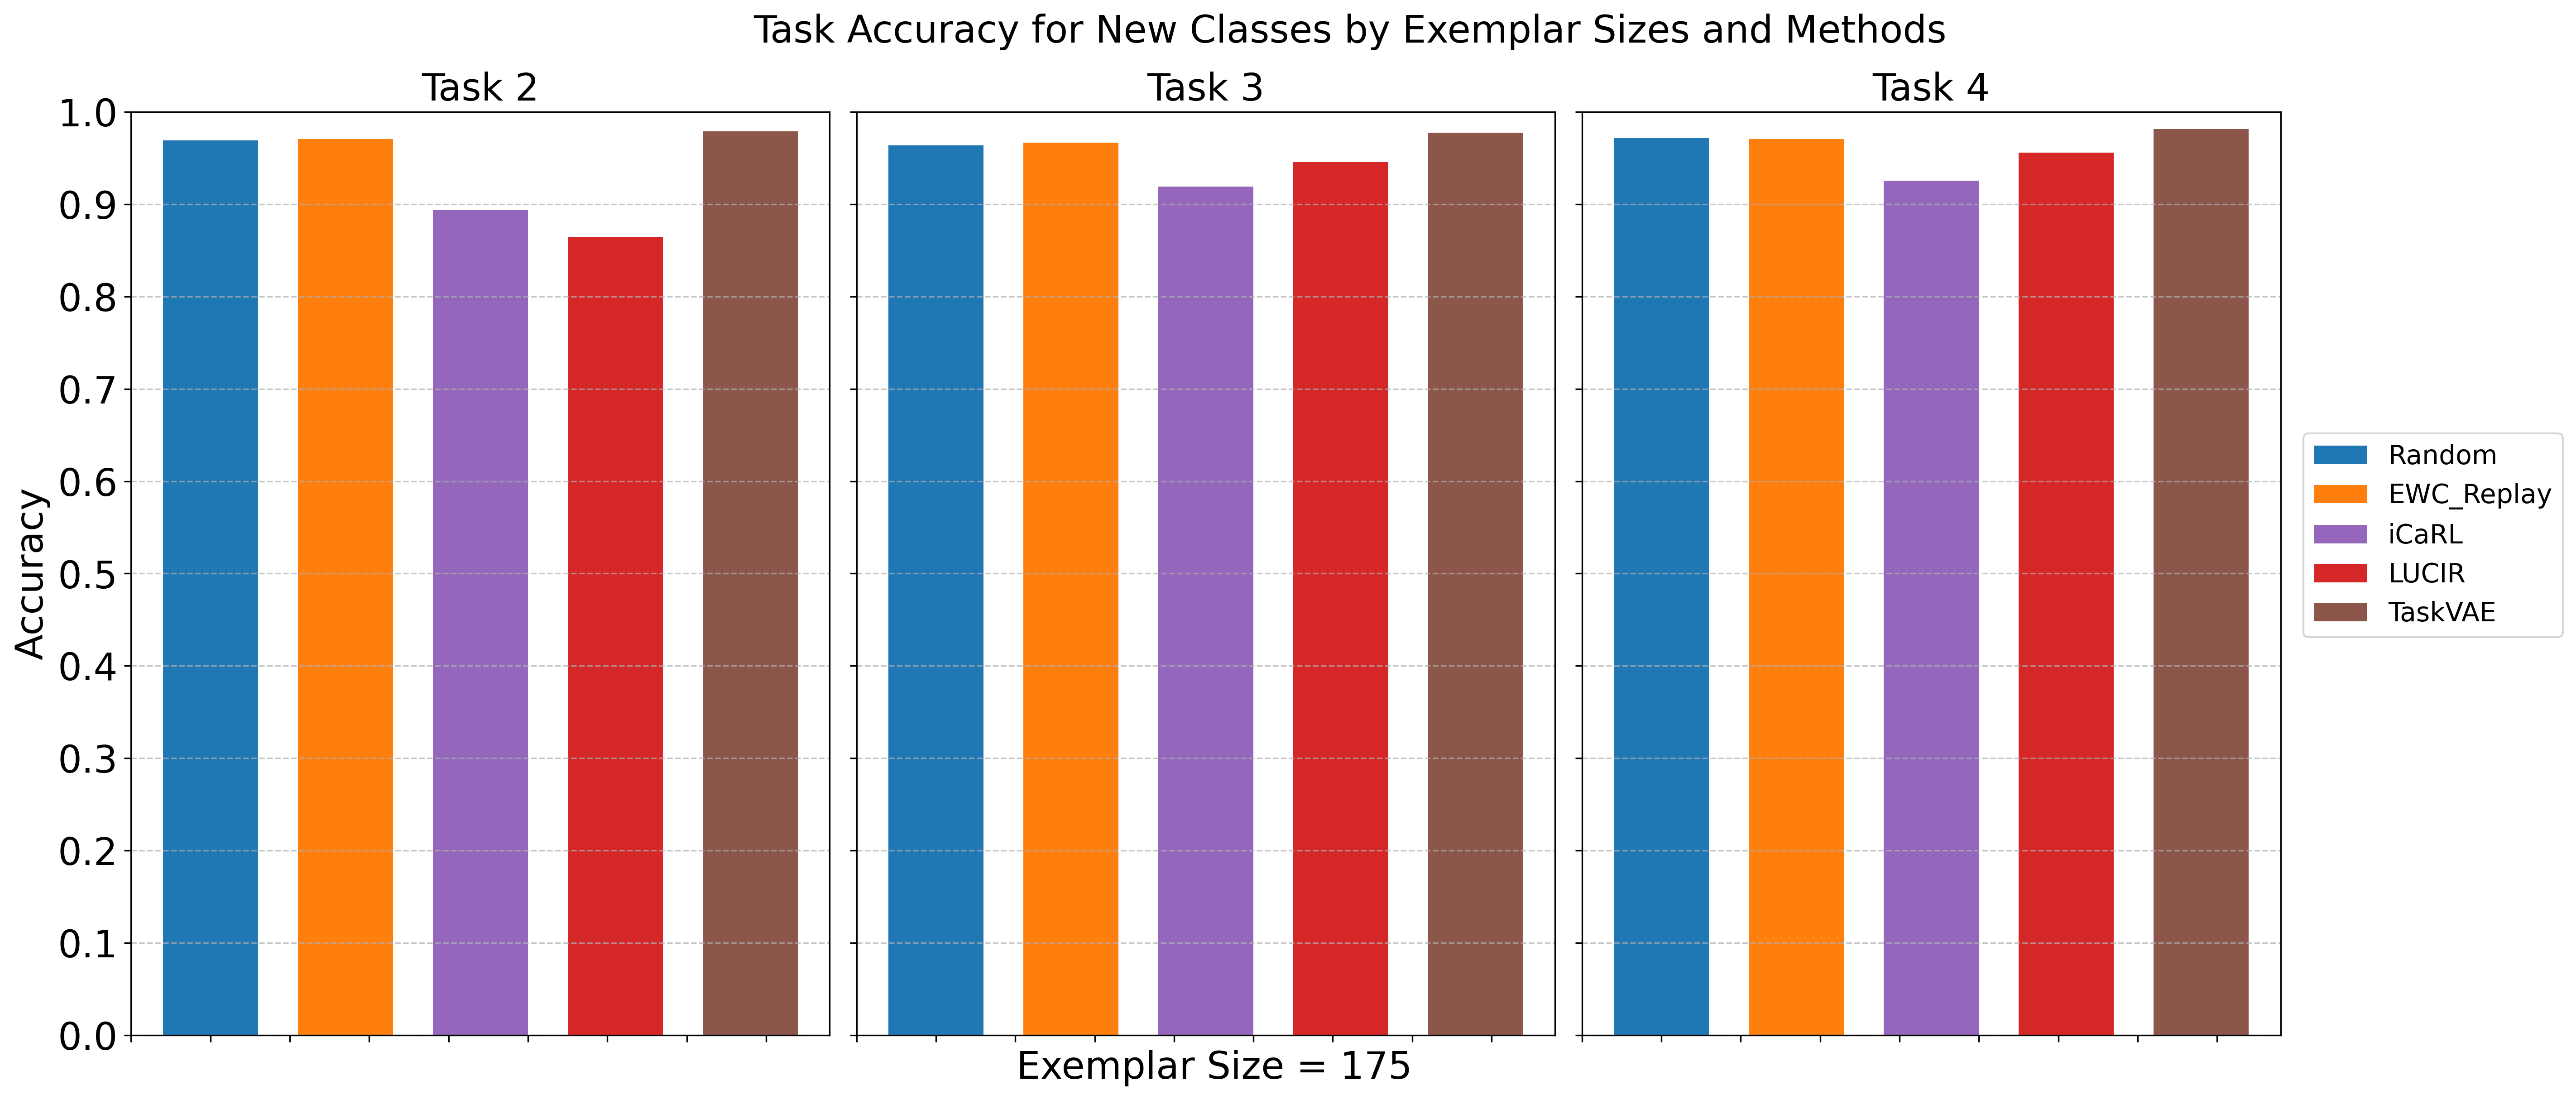 Task Accuracy for New Classes by Exemplar Sizes and Methods
Task 2
Task 3
Task 4
Accuracy
1.0
0.9
0.8
0.7
0.6
0.5
0.4
0.3
0.2
0.1
0.0
Exemplar Size = 175
Random
EWC_Replay
iCaRL
LUCIR
TaskVAE